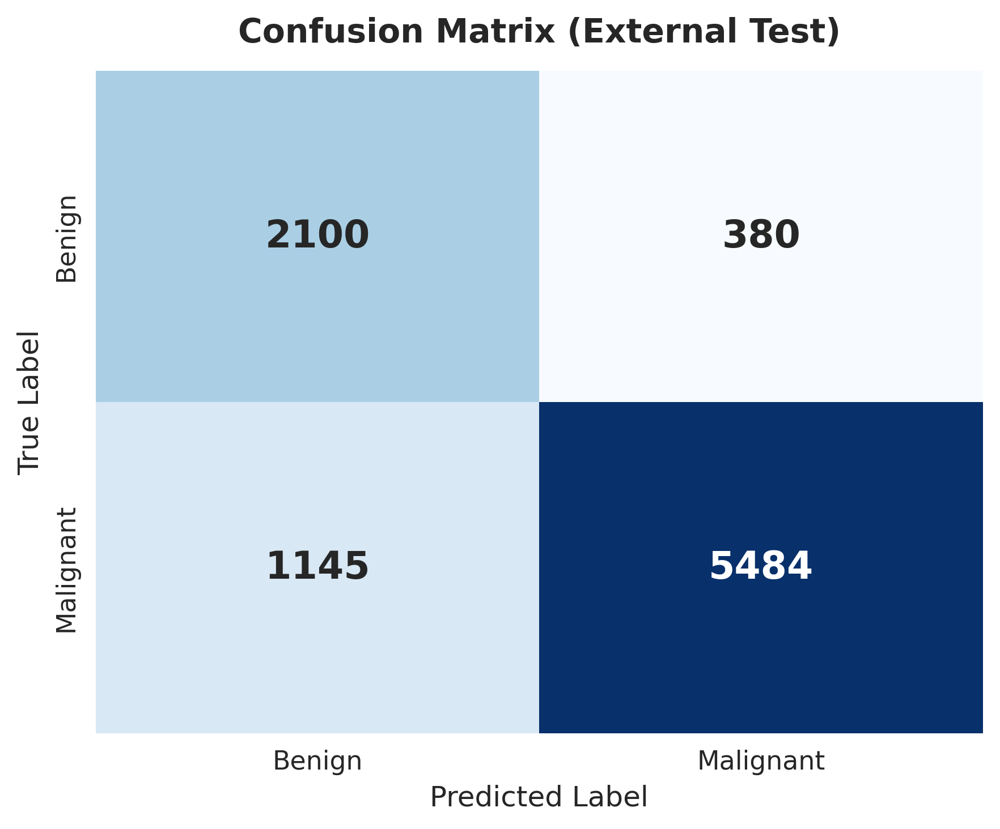 Confusion Matrix (External Test)
True Label
Benign
2100 380
Malignant
1145 5484
Benign Malignant
Predicted Label